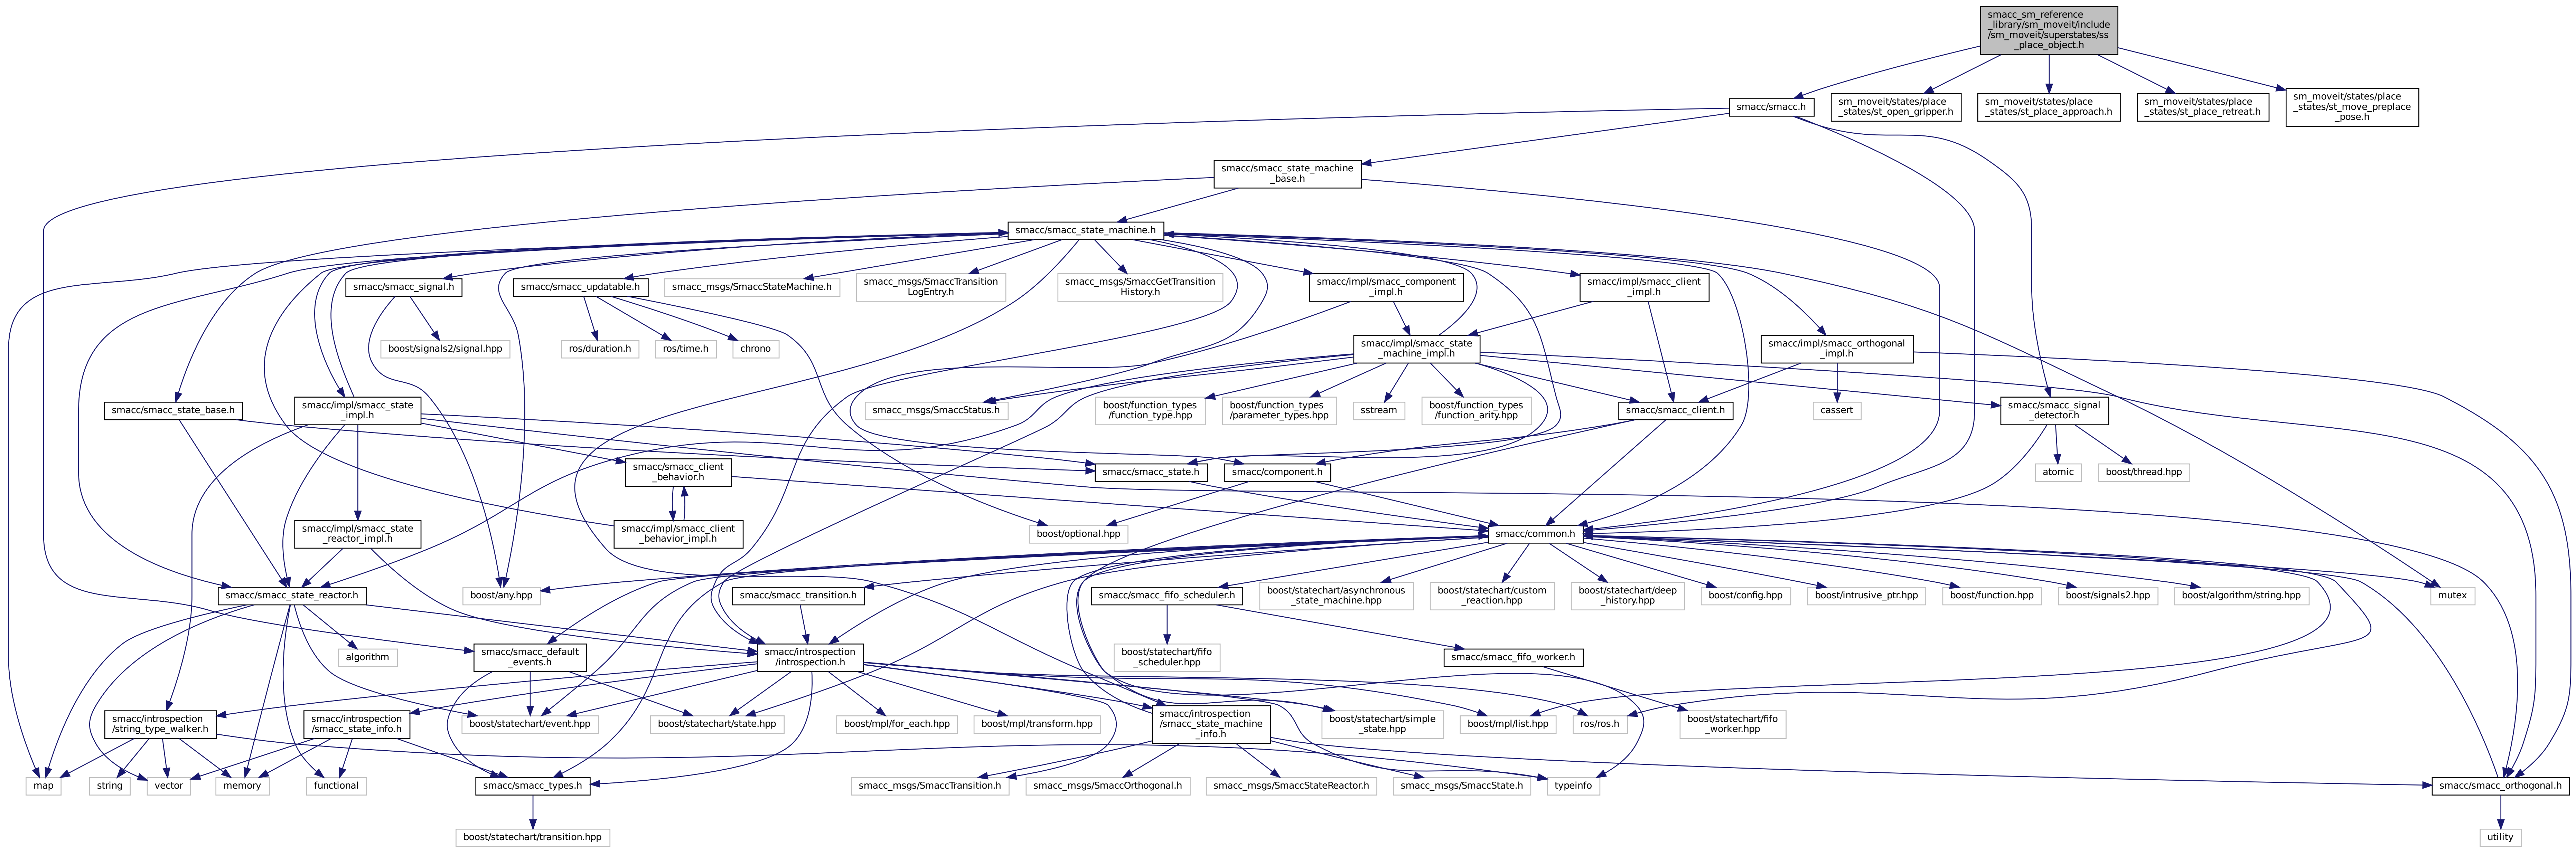 smacc_sm_reference
_library/sm_moveit/include
/sm_moveit/superstates/ss
_place_object.h
smacc/smacc.h
sm_moveit/states/place
_states/st_open_gripper.h
sm_moveit/states/place
_states/st_place_approach.h
sm_moveit/states/place
_states/st_place_retreat.h
sm_moveit/states/place
_states/st_move_preplace
_pose.h
smacc/smacc_state_machine
_base.h
smacc/smacc_state_machine.h
smacc/smacc_signal.h
smacc/smacc_updatable.h
smacc_msgs/SmaccStateMachine.h
smacc_msgs/SmaccTransition
LogEntry.h
smacc_msgs/SmaccGetTransition
History.h
smacc/impl/smacc_component
_impl.h
smacc/impl/smacc_client
_impl.h
boost/signals2/signal.hpp
ros/duration.h
ros/time.h
chrono
smacc/impl/smacc_state
_machine_impl.h
smacc/impl/smacc_orthogonal
_impl.h
smacc/smacc_state_base.h
smacc/impl/smacc_state
_impl.h
smacc_msgs/SmaccStatus.h
boost/function_types
/function_type.hpp
boost/function_types
/parameter_types.hpp
sstream
boost/function_types
/function_arity.hpp
smacc/smacc_client.h
cassert
smacc/smacc_signal
_detector.h
smacc/smacc_client
_behavior.h
smacc/smacc_state.h
smacc/component.h
atomic
boost/thread.hpp
smacc/impl/smacc_state
_reactor_impl.h
smacc/impl/smacc_client
_behavior_impl.h
boost/optional.hpp
smacc/common.h
smacc/smacc_state_reactor.h
boost/any.hpp
smacc/smacc_transition.h
smacc/smacc_fifo_scheduler.h
boost/statechart/asynchronous
_state_machine.hpp
boost/statechart/custom
_reaction.hpp
boost/statechart/deep
_history.hpp
boost/config.hpp
boost/intrusive_ptr.hpp
boost/function.hpp
boost/signals2.hpp
boost/algorithm/string.hpp
mutex
algorithm
smacc/smacc_default
_events.h
smacc/introspection
/introspection.h
boost/statechart/fifo
_scheduler.hpp
smacc/smacc_fifo_worker.h
smacc/introspection
/string_type_walker.h
smacc/introspection
/smacc_state_info.h
boost/statechart/event.hpp
boost/statechart/state.hpp
boost/mpl/for_each.hpp
boost/mpl/transform.hpp
smacc/introspection
/smacc_state_machine
_info.h
boost/statechart/simple
_state.hpp
boost/mpl/list.hpp
ros/ros.h
boost/statechart/fifo
_worker.hpp
map
string
vector
memory
functional
smacc/smacc_types.h
smacc_msgs/SmaccTransition.h
smacc_msgs/SmaccOrthogonal.h
smacc_msgs/SmaccStateReactor.h
smacc_msgs/SmaccState.h
typeinfo
smacc/smacc_orthogonal.h
boost/statechart/transition.hpp
utility